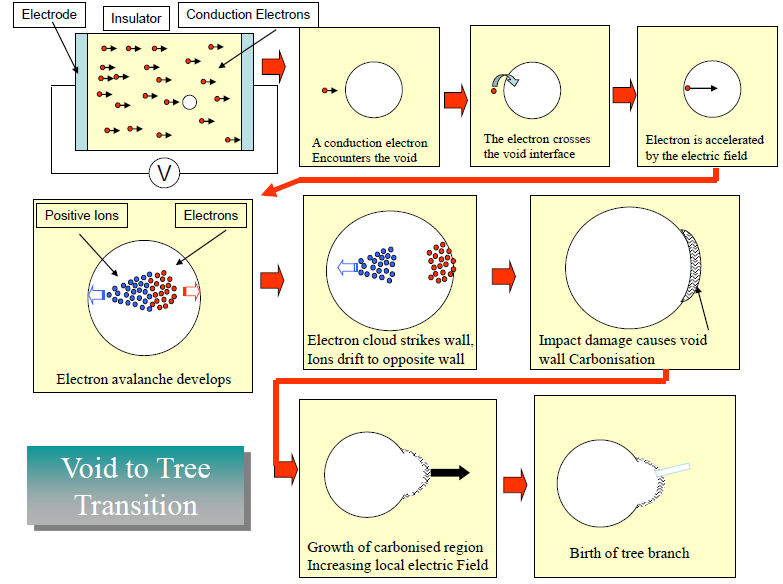 Electrode
Insulator
Conduction Electrons
V
A conduction electron
Encounters the void
The electron crosses
the void interface
Electron is accelerated
by the electric field
Positive Ions
Electrons
Electron avalanche develops
Electron cloud strikes wall,
Ions drift to opposite wall
Impact damage causes void
wall Carbonisation
Void to Tree
Transition
Growth of carbonised region
Increasing local electric Field
Birth of tree branch